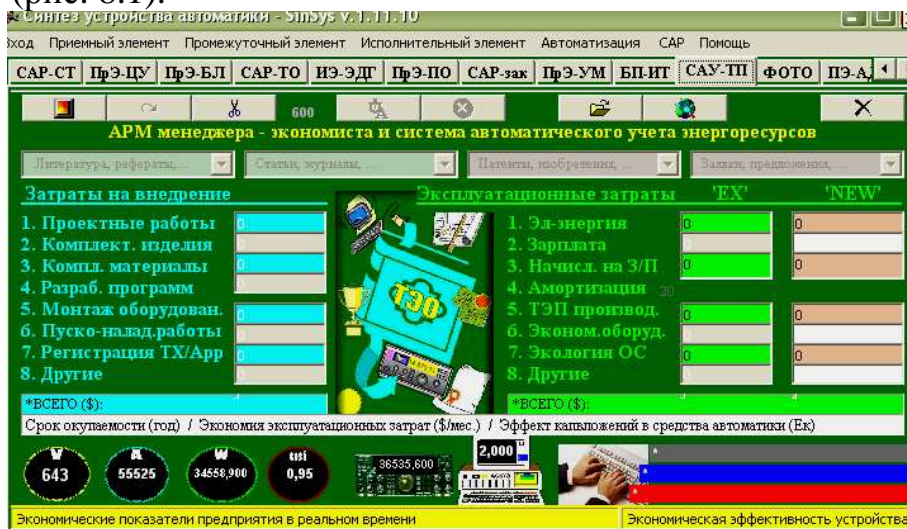 (рис. 8.1).
Синтез устройства автоматики - SinSys v.1.11.10
Вход Приемный элемент Промежуточный элемент Исполнительный элемент Автоматизация САР Помощь
САР-СТ ПрЭ-ЦУ ПрЭ-БЛ САР-ТО ИЭ-ЭДГ ПрЭ-ПО САР-зак ПрЭ-УМ БП-ИТ САУ-ТП ФОТО ПЭ-А
600
АРМ менеджера - экономиста и система автоматического учета энергоресурсов
Литература, рефераты,... Статьи, журналы, ... Патенты, изобретения, ... Заявки, предложения, ...
Затраты на внедрение Эксплуатационные затраты 'EX' 'NEW'
1. Проектные работы 0 1. Эл-энергия 0 0
2. Комплект. изделия 0 2. Зарплата 0
3. Компл. материалы 0 3. Начисл. на З/П 0 0
4. Разраб. программ 0 4. Амортизация 20
5. Монтаж оборудован. 0 5. ТЭП производ. 0 0
6. Пуско-налад.работы 0 6. Эконом.оборуд. 0
7. Регистрация ТХ/App 0 7. Экология ОС 0 0
8. Другие 0 8. Другие 0
ТЭО
*ВСЕГО ($): *ВСЕГО ($):
Срок окупаемости (год) / Экономия эксплуатационных затрат ($/мес.) / Эффект капвложений в средства автоматики (Ек)
V A W
643 55525 34558,900 0,95 36535,600 2,000
Экономические показатели предприятия в реальном времени Экономическая эффективность устройства